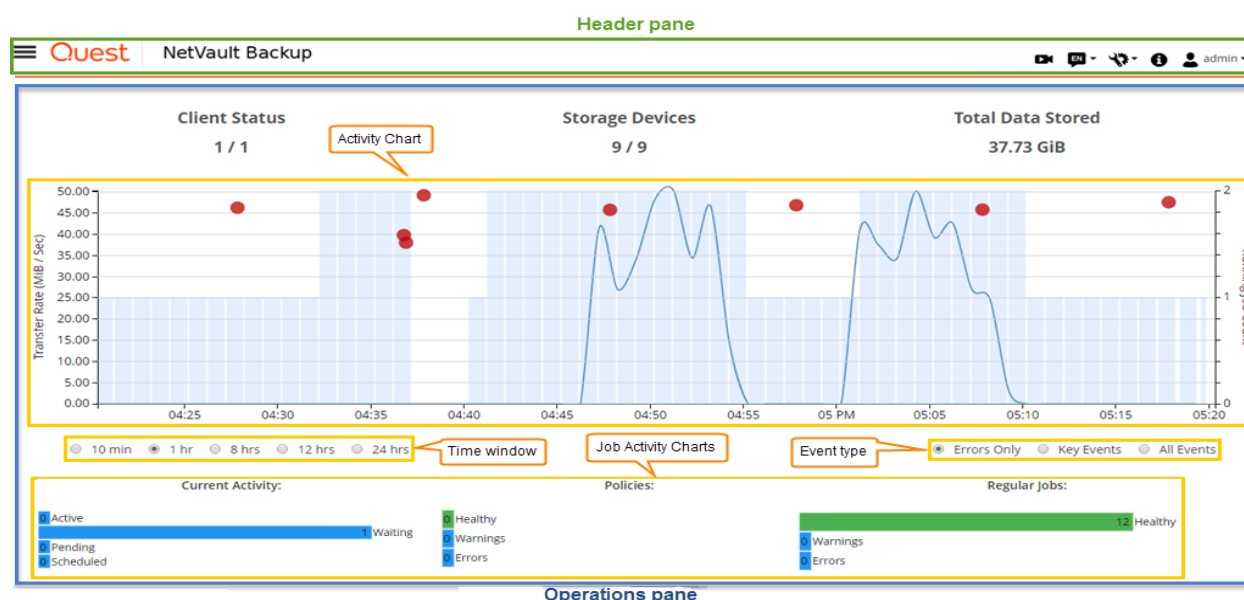 Header pane
Quest NetVault Backup
EN admin
Client Status Storage Devices Total Data Stored
1 / 1 9 / 9 37.73 GiB
Activity Chart
50.00
45.00
40.00
35.00
30.00
25.00
20.00
15.00
10.00
5.00
0.00
Transfer Rate (MiB / Sec)
2
1
0
04:25 04:30 04:35 04:40 04:45 04:50 04:55 05 PM 05:05 05:10 05:15 05:20
10 min 1 hr 8 hrs 12 hrs 24 hrs
Time window
Job Activity Charts
Event type
Errors Only Key Events All Events
Current Activity:
0 Active
1 Waiting
0 Pending
0 Scheduled
Policies:
0 Healthy
0 Warnings
0 Errors
Regular Jobs:
12 Healthy
0 Warnings
0 Errors
Operations pane